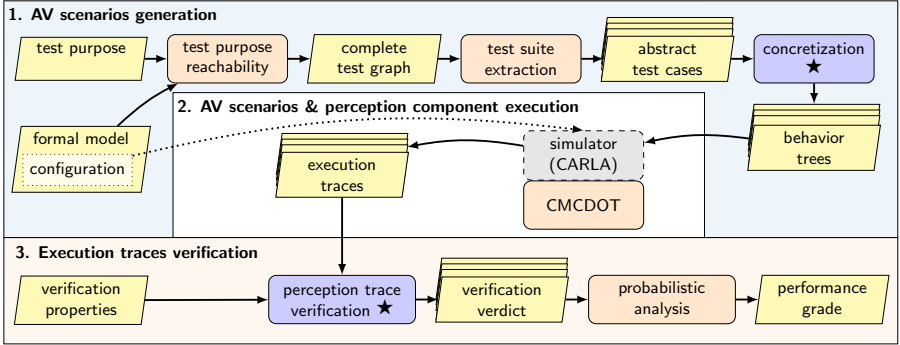 1. AV scenarios generation
test purpose
test purpose
reachability
complete
test graph
test suite
extraction
abstract
test cases
concretization
★
formal model
configuration
2. AV scenarios & perception component execution
execution
traces
simulator
(CARLA)
CMCDOT
behavior
trees
3. Execution traces verification
verification
properties
perception trace
verification ★
verification
verdict
probabilistic
analysis
performance
grade